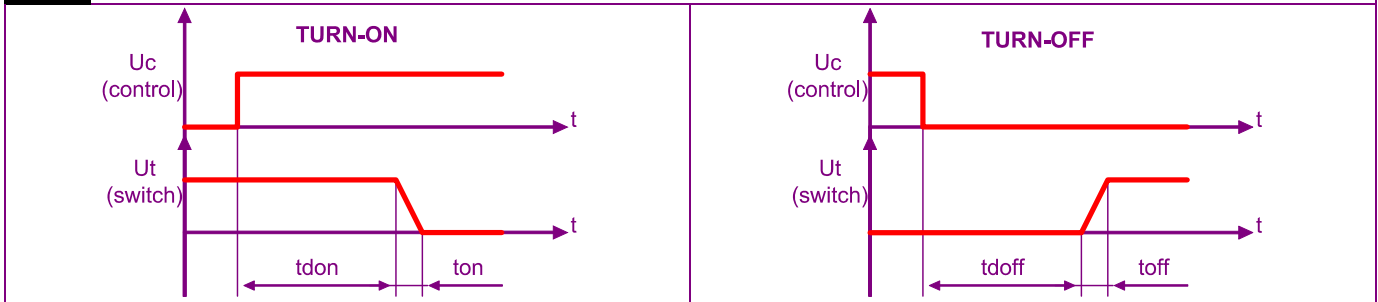 TURN-ON
Uc
(control)
t
Ut
(switch)
t
tdon
ton
TURN-OFF
Uc
(control)
t
Ut
(switch)
t
tdoff
toff